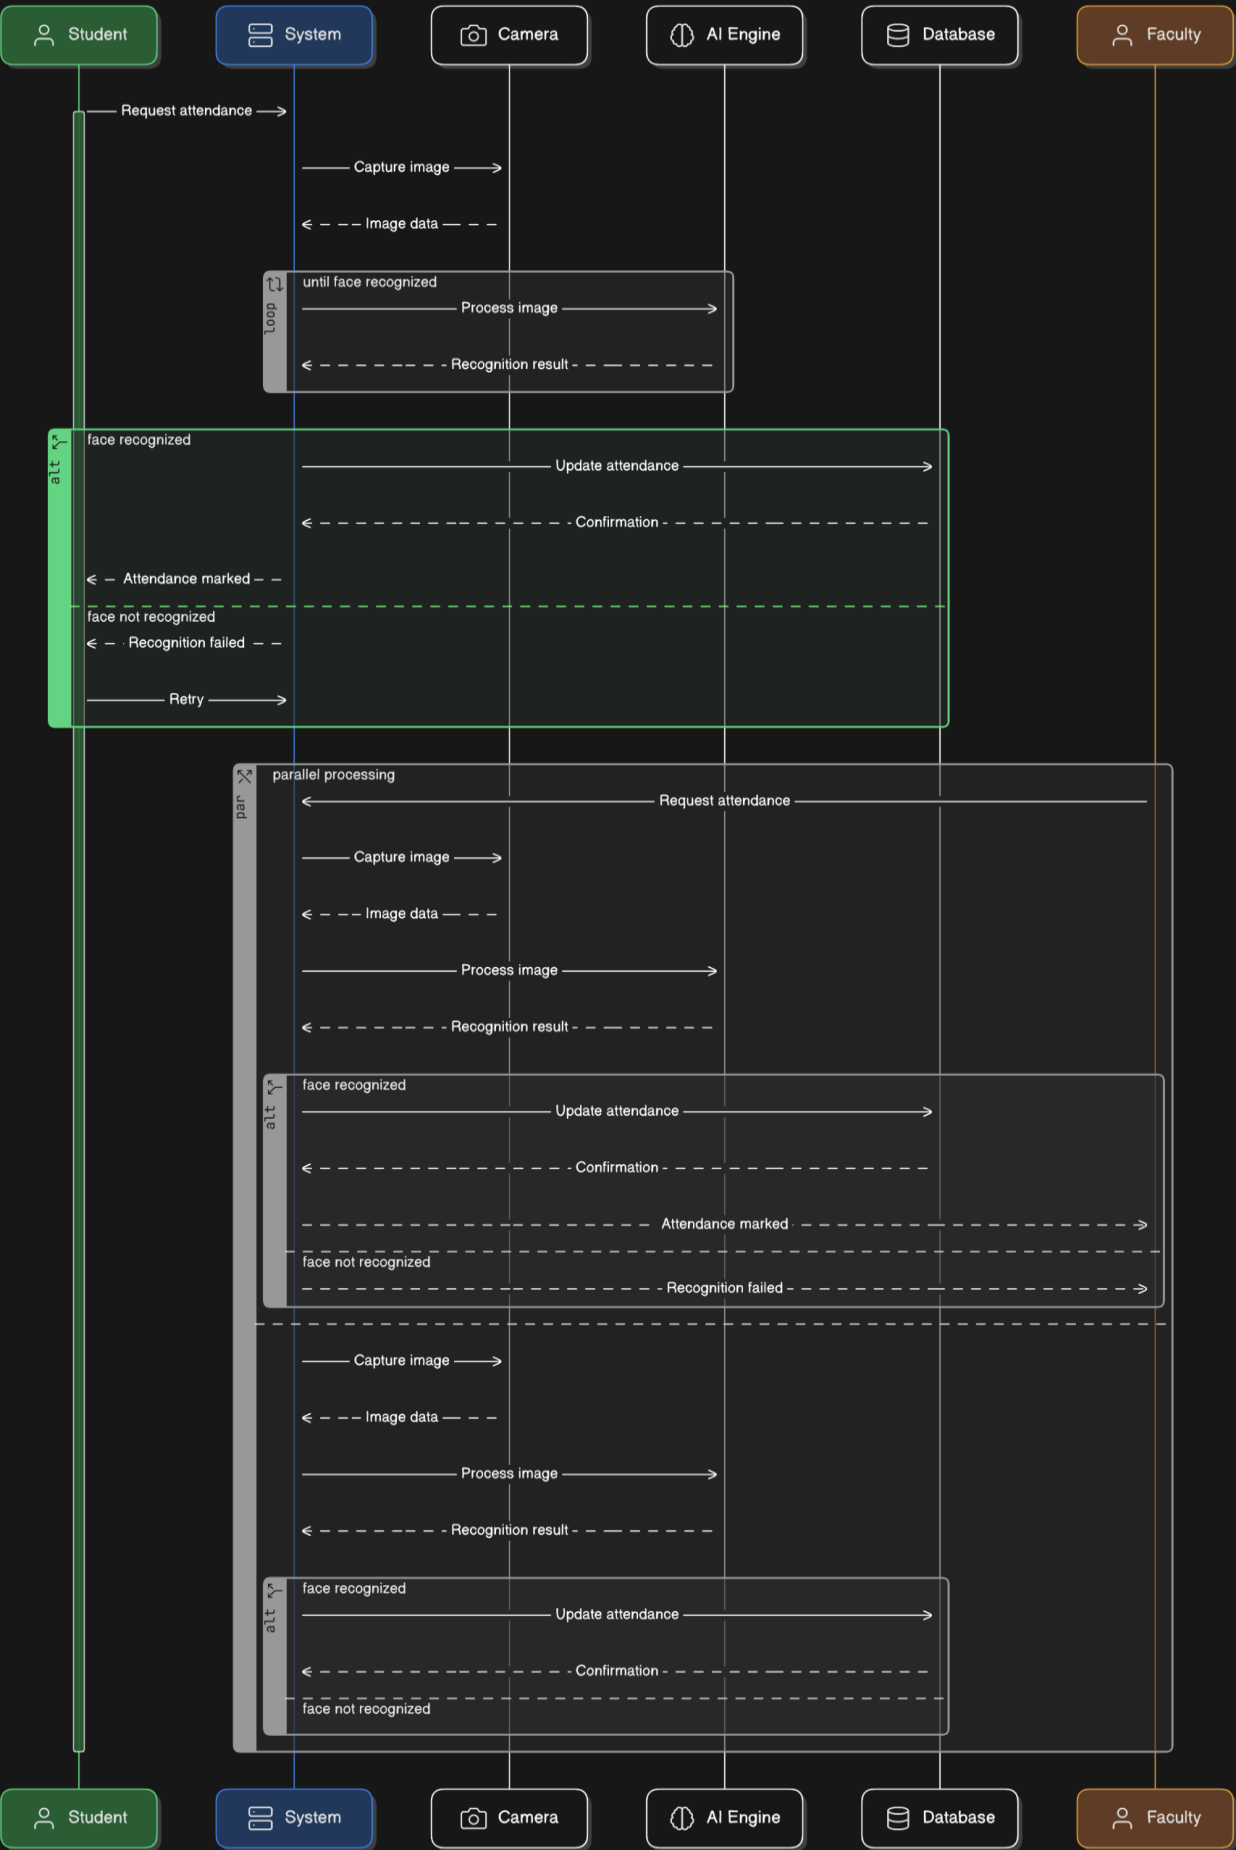 Student
System
Camera
AI Engine
Database
Faculty
Request attendance
Capture image
Image data
loop
until face recognized
Process image
Recognition result
alt
face recognized
Update attendance
Confirmation
Attendance marked
face not recognized
Recognition failed
Retry
par
parallel processing
Request attendance
Capture image
Image data
Process image
Recognition result
alt
face recognized
Update attendance
Confirmation
Attendance marked
face not recognized
Recognition failed
Capture image
Image data
Process image
Recognition result
alt
face recognized
Update attendance
Confirmation
face not recognized
Student
System
Camera
AI Engine
Database
Faculty